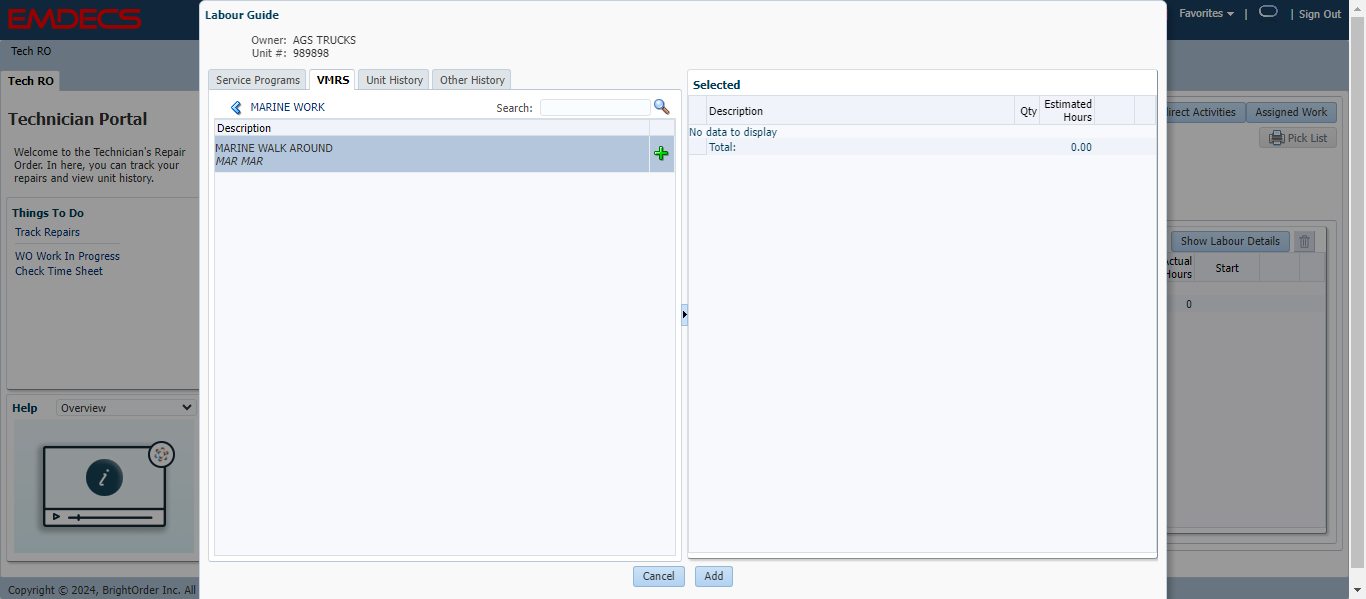 EMDECS
Favorites
|
| Sign Out
Tech RO
Tech RO
Technician Portal
Welcome to the Technician's Repair
Order. In here, you can track your
repairs and view unit history.
Things To Do
Track Repairs
WO Work In Progress
Check Time Sheet
Help Overview
i
Copyright © 2024, BrightOrder Inc. All
Labour Guide
Owner: AGS TRUCKS
Unit #: 989898
Service Programs VMRS Unit History Other History
MARINE WORK Search:
Description
MARINE WALK AROUND
MAR MAR
Selected
Description Qty Estimated
Hours
No data to display
Total: 0.00
Cancel Add
direct Activities Assigned Work
Pick List
Show Labour Details
Actual
Hours Start
0